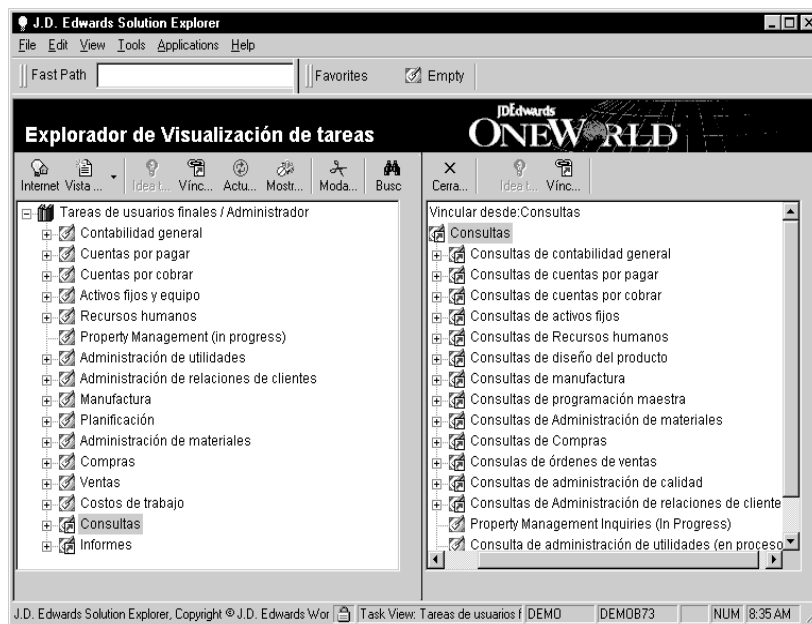 J.D. Edwards Solution Explorer
File Edit View Tools Applications Help
Fast Path Favorites Empty
Explorador de Visualización de tareas
JDEdwards
ONEWORLD
Internet Vista ... Idea t... Vínc... Actu... Mostr... Moda... Busc
Cerra... Idea t... Vínc...
Tareas de usuarios finales / Administrador
Contabilidad general
Cuentas por pagar
Cuentas por cobrar
Activos fijos y equipo
Recursos humanos
Property Management (in progress)
Administración de utilidades
Administración de relaciones de clientes
Manufactura
Planificación
Administración de materiales
Compras
Ventas
Costos de trabajo
Consultas
Informes
Vincular desde:Consultas
Consultas
Consultas de contabilidad general
Consultas de cuentas por pagar
Consultas de cuentas por cobrar
Consultas de activos fijos
Consultas de Recursos humanos
Consultas de diseño del producto
Consultas de manufactura
Consultas de programación maestra
Consultas de Administración de materiales
Consultas de Compras
Consulas de órdenes de ventas
Consultas de administración de calidad
Consultas de Administración de relaciones de cliente
Property Management Inquiries (In Progress)
Consulta de administración de utilidades (en proceso
J.D. Edwards Solution Explorer, Copyright © J.D. Edwards Wor Task View: Tareas de usuarios f DEMO DEMOB73 NUM 8:35 AM